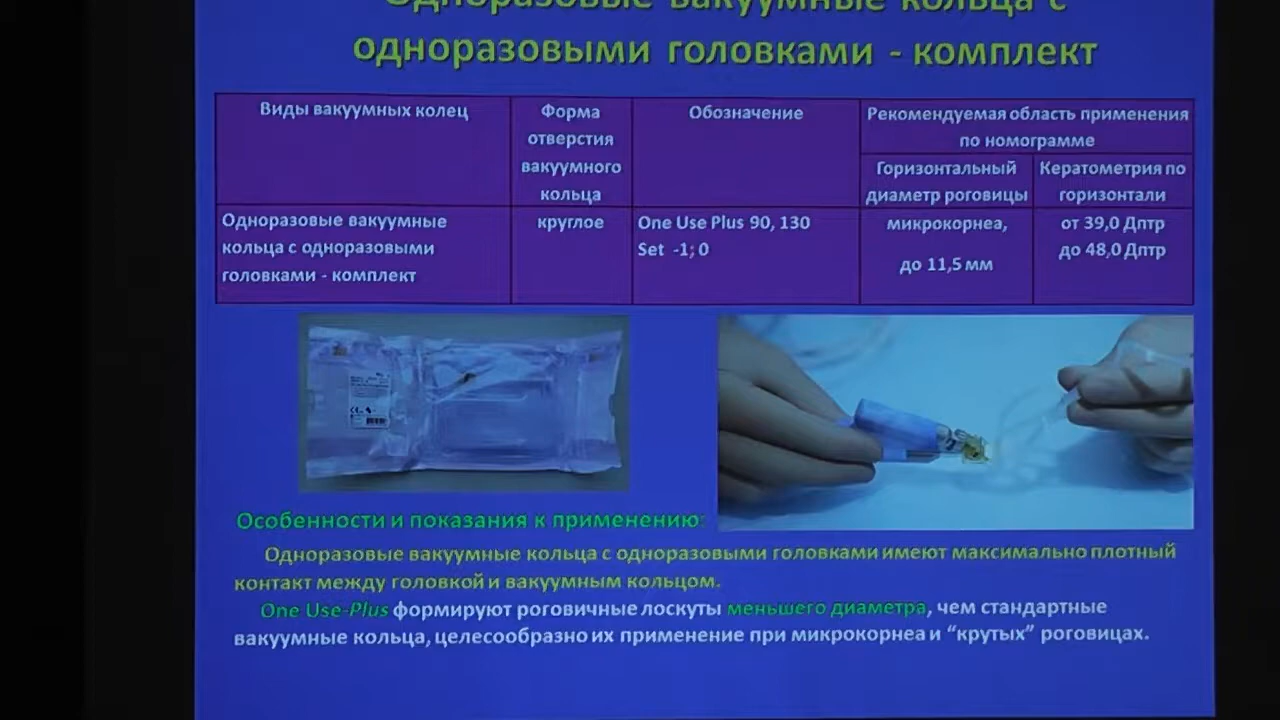 Одноразовые вакуумные кольца с
одноразовыми головками - комплект
Виды вакуумных колец
Форма
отверстия
вакуумного
кольца
Обозначение
Рекомендуемая область применения
по номограмме
Горизонтальный
диаметр роговицы
Кератометрия по
горизонтали
Одноразовые вакуумные
кольца с одноразовыми
головками - комплект
круглое
One Use Plus 90, 130
Set -1; 0
микрокорнеа,
до 11,5 мм
от 39,0 Дптр
до 48,0 Дптр
Особенности и показания к применению:
Одноразовые вакуумные кольца с одноразовыми головками имеют максимально плотный
контакт между головкой и вакуумным кольцом.
One Use-Plus формируют роговичные лоскуты меньшего диаметра, чем стандартные
вакуумные кольца, целесообразно их применение при микрокорнеа и “крутых” роговицах.